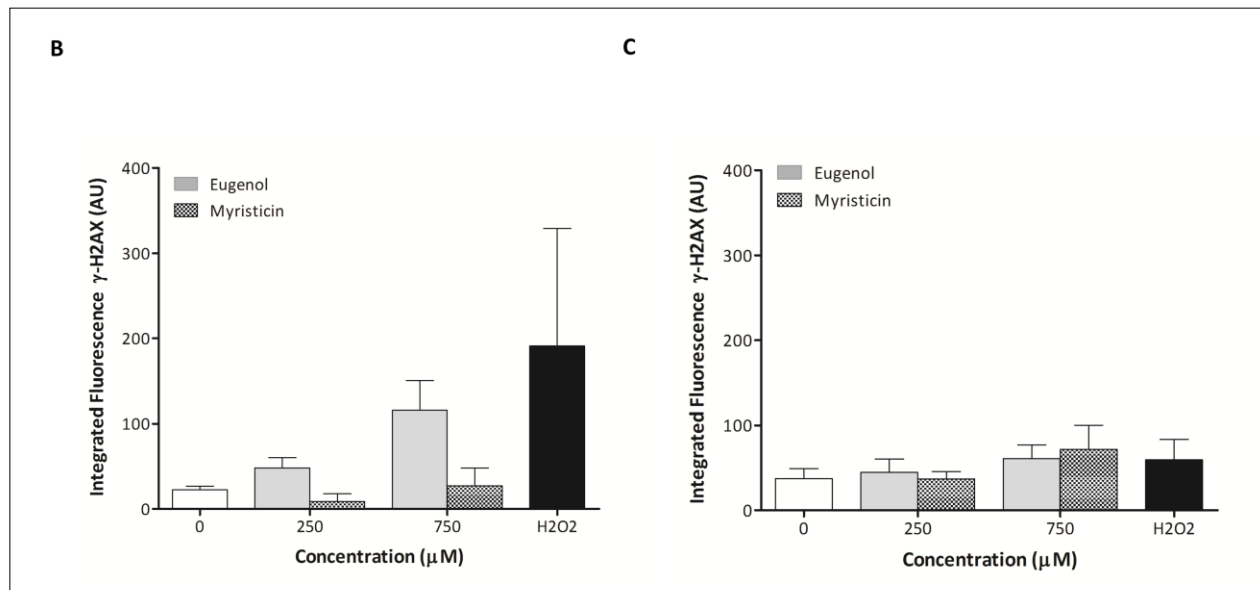 B
Integrated Fluorescence γ-H2AX (AU)
400
300
200
100
0
Eugenol
Myristicin
0 250 750 H2O2
Concentration (μM)
C
Integrated Fluorescence γ-H2AX (AU)
400
300
200
100
0
Eugenol
Myristicin
0 250 750 H2O2
Concentration (μM)